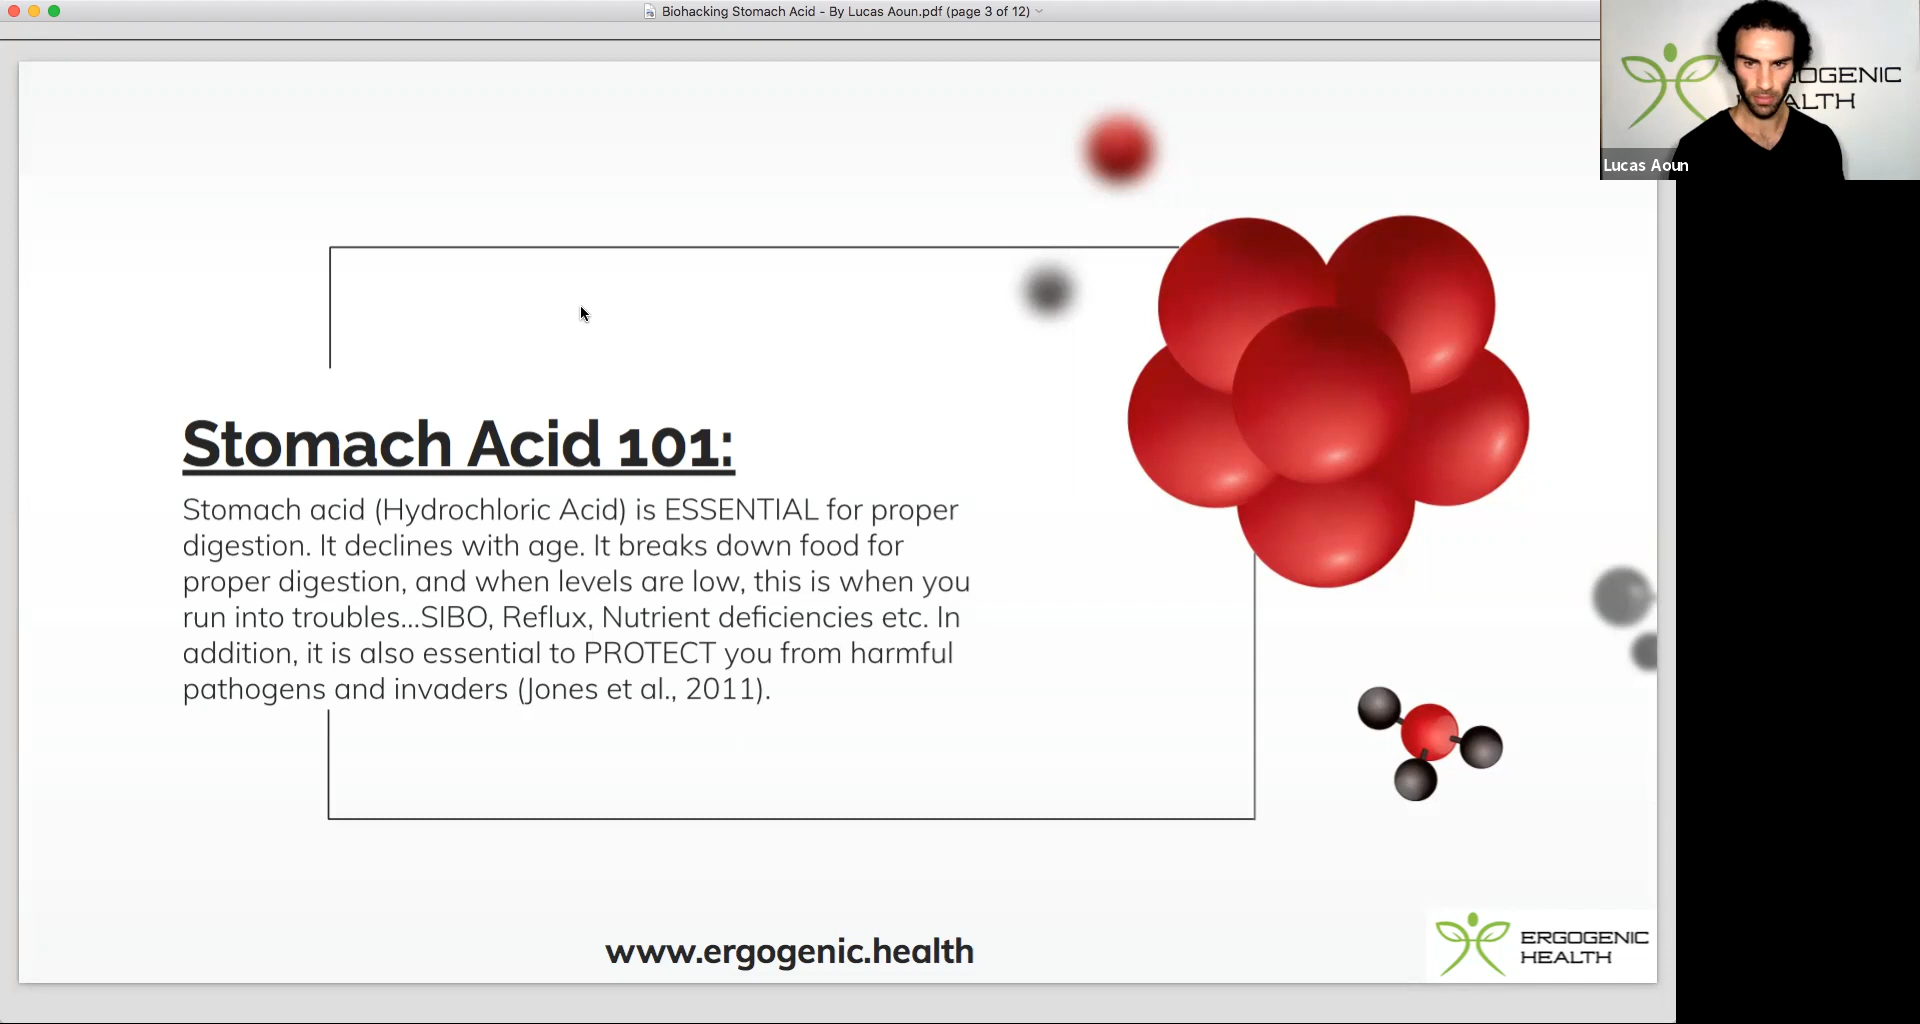 Biohacking Stomach Acid - By Lucas Aoun.pdf (page 3 of 12)
OGENIC
ALTH
Lucas Aoun
Stomach Acid 101:
Stomach acid (Hydrochloric Acid) is ESSENTIAL for proper
digestion. It declines with age. It breaks down food for
proper digestion, and when levels are low, this is when you
run into troubles...SIBO, Reflux, Nutrient deficiencies etc. In
addition, it is also essential to PROTECT you from harmful
pathogens and invaders (Jones et al., 2011).
www.ergogenic.health
ERGOGENIC
HEALTH